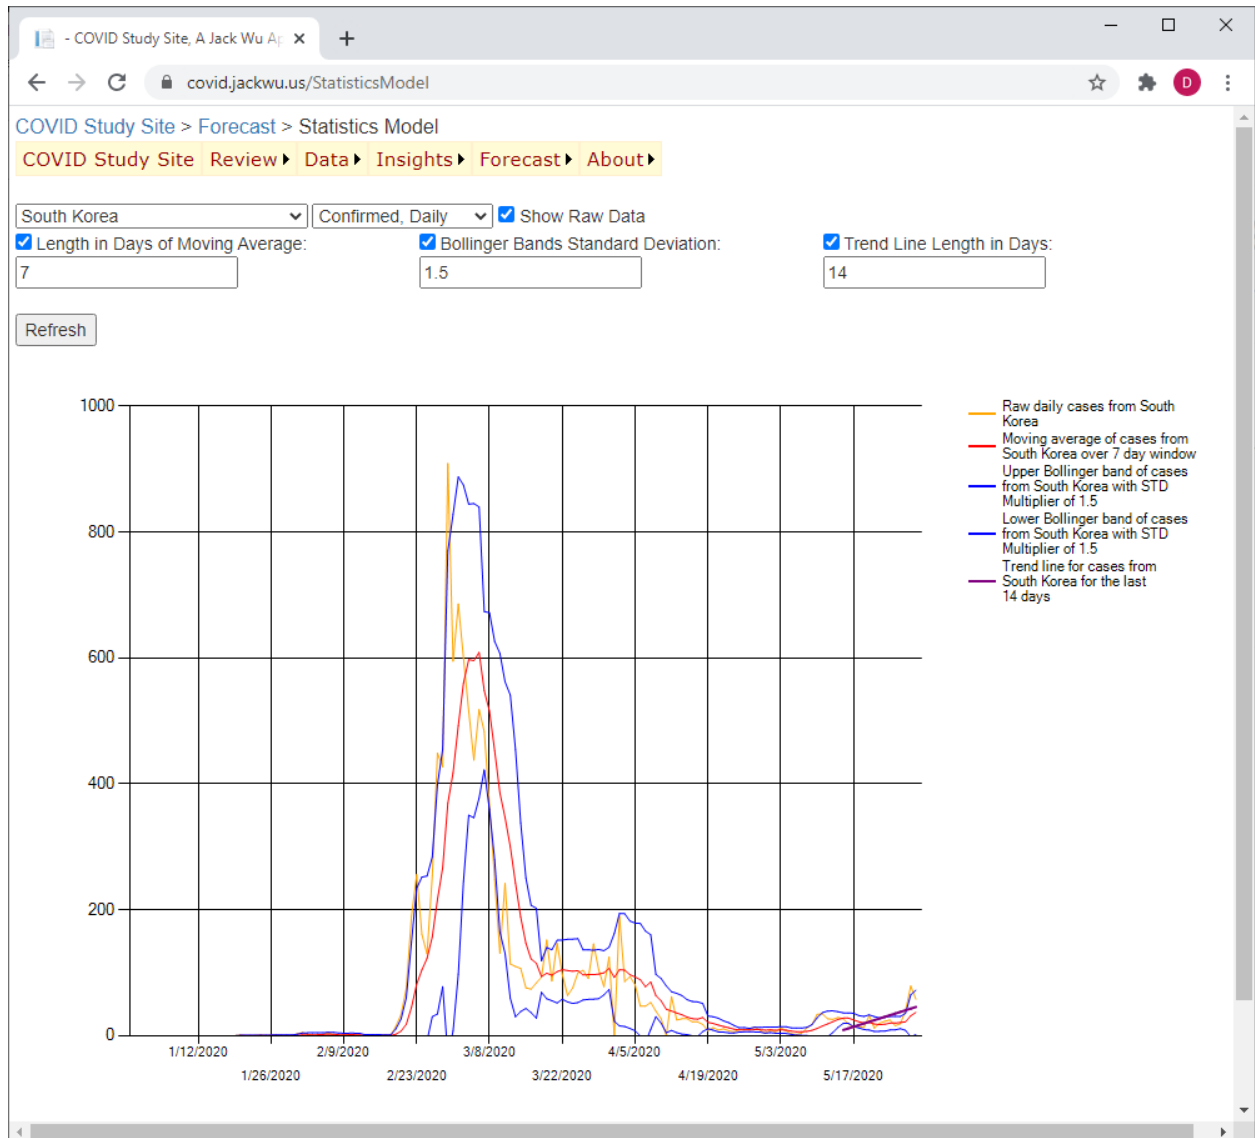 - COVID Study Site, A Jack Wu Ap
covid.jackwu.us/StatisticsModel
D
COVID Study Site > Forecast > Statistics Model
COVID Study Site Review Data Insights Forecast About
South Korea Confirmed, Daily Show Raw Data
Length in Days of Moving Average: Bollinger Bands Standard Deviation: Trend Line Length in Days:
7 1.5 14
Refresh
1000
800
600
400
200
0
1/12/2020 2/9/2020 3/8/2020 4/5/2020 5/3/2020
1/26/2020 2/23/2020 3/22/2020 4/19/2020 5/17/2020
Raw daily cases from South
Korea
Moving average of cases from
South Korea over 7 day window
Upper Bollinger band of cases
from South Korea with STD
Multiplier of 1.5
Lower Bollinger band of cases
from South Korea with STD
Multiplier of 1.5
Trend line for cases from
South Korea for the last
14 days